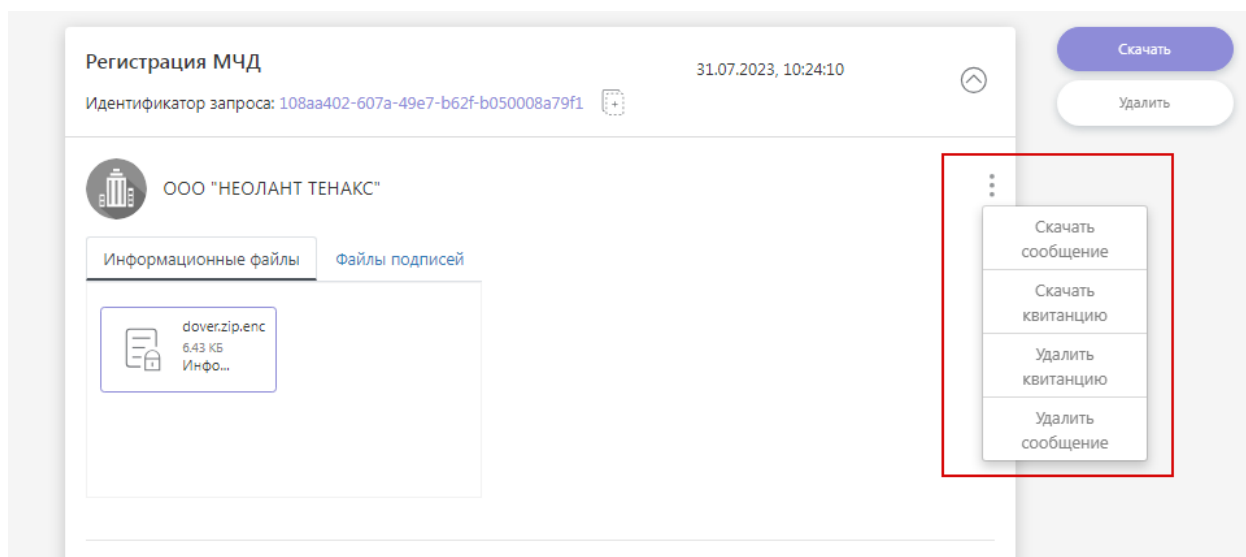 Регистрация МЧД
31.07.2023, 10:24:10
Скачать
Идентификатор запроса: 108aa402-607a-49e7-b62f-b050008a79f1
Удалить
ООО "НЕОЛАНТ ТЕНАКС"
Скачать
сообщение
Информационные файлы Файлы подписей
Скачать
квитанцию
dover.zip.enc
6.43 КБ
Инфо...
Удалить
квитанцию
Удалить
сообщение